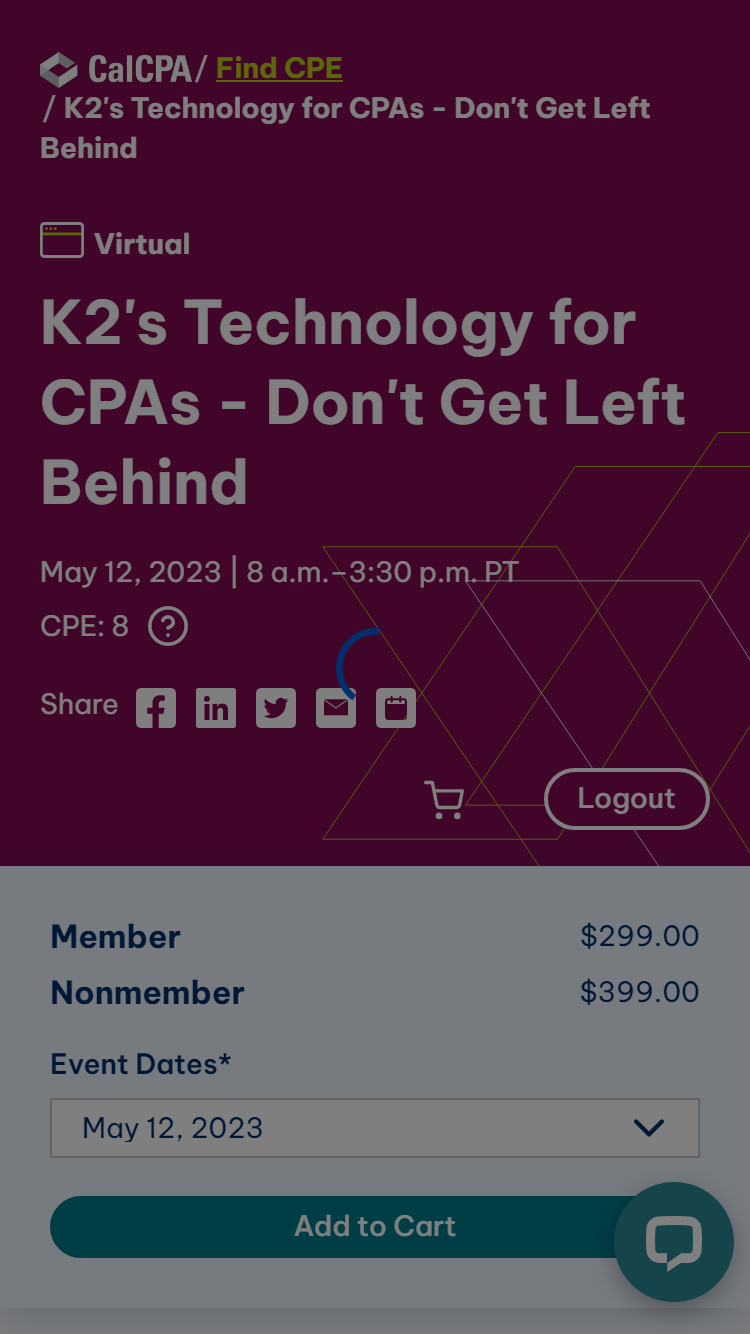 CalCPA / Find CPE
/ K2's Technology for CPAs - Don't Get Left
Behind
Virtual
K2's Technology for
CPAs - Don't Get Left
Behind
May 12, 2023 | 8 a.m.–3:30 p.m. PT
CPE: 8 ?
Share
Logout
Member $299.00
Nonmember $399.00
Event Dates*
May 12, 2023
Add to Cart